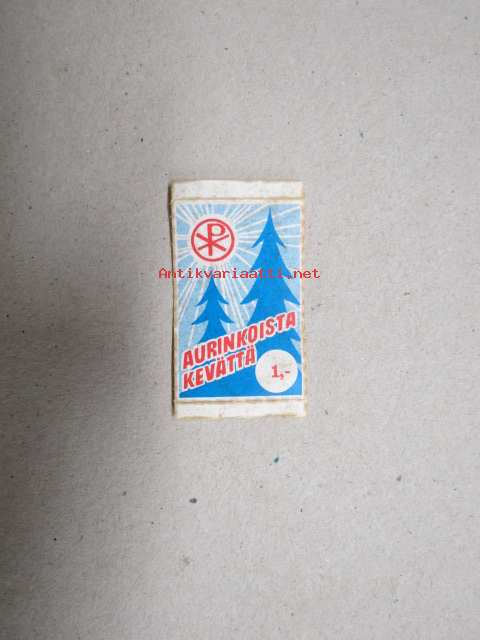 Antikvariaatti.net
AURINKOISTA
KEVÄTTÄ
1,-